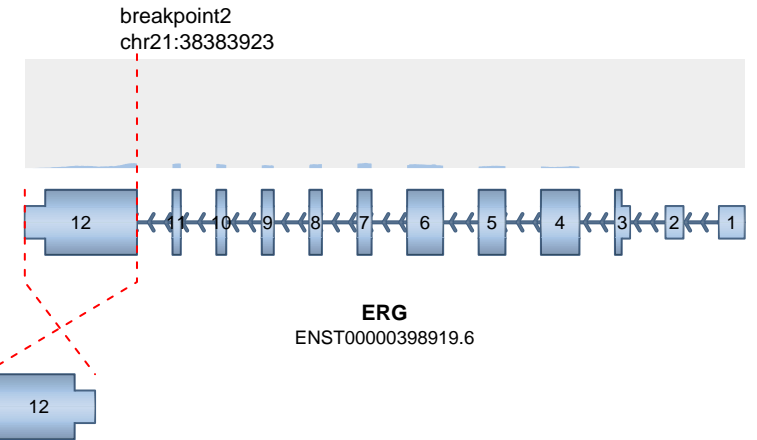 breakpoint2
chr21:38383923
12 11 10 9 8 7 6 5 4 3 2 1
ERG
ENST00000398919.6
12